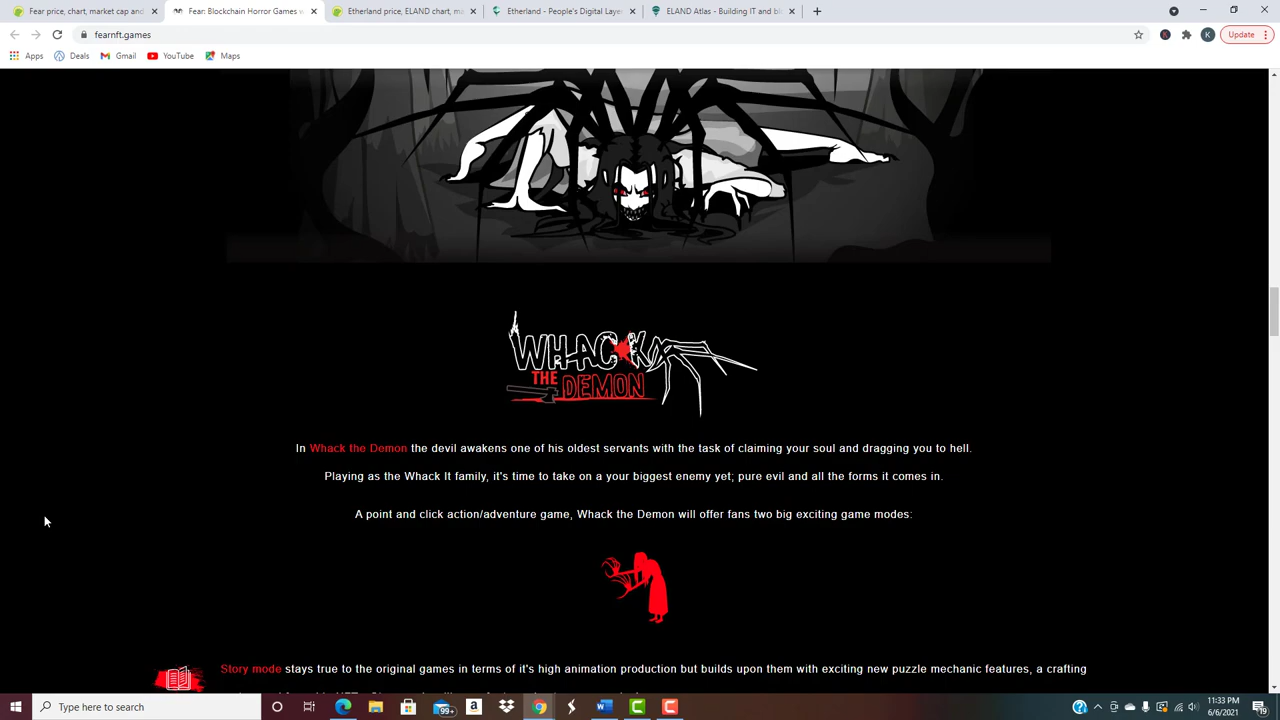 Fear price, chart, market cap and
Fear: Blockchain Horror Games w
Etherland price, ELAND chart, ma
Etherland - People's Digital Layer
ELAND Atlas - Building IT and bl
fearnft.games
K
Update
Apps
Deals
Gmail
YouTube
Maps
WHACK
THE
DEMON
In Whack the Demon the devil awakens one of his oldest servants with the task of claiming your soul and dragging you to hell.
Playing as the Whack It family, it's time to take on a your biggest enemy yet; pure evil and all the forms it comes in.
A point and click action/adventure game, Whack the Demon will offer fans two big exciting game modes:
Story mode stays true to the original games in terms of it's high animation production but builds upon them with exciting new puzzle mechanic features, a crafting
Type here to search
99+
11:33 PM
6/6/2021
19